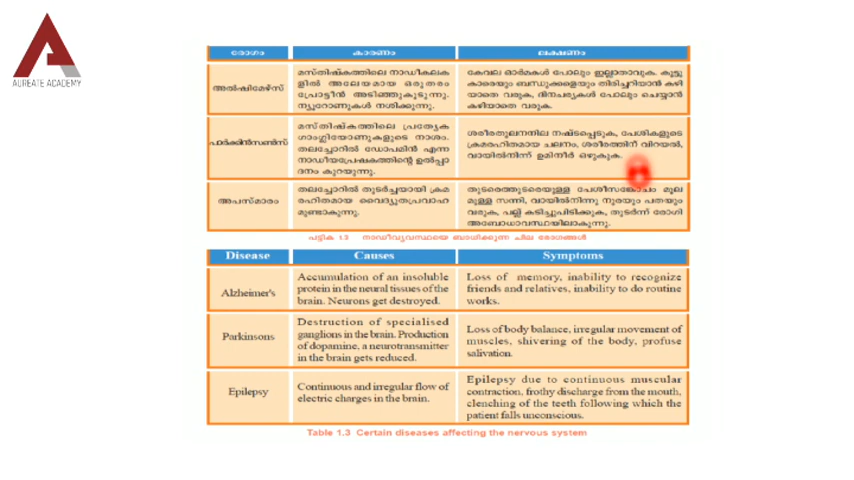 AUREATE ACADEMY
രോഗം കാരണം ലക്ഷണം
അൽഷിമേഴ്സ്
മസ്തിഷ്കത്തിലെ നാഡീകലക
ളിൽ അലേയമായ ഒരുതരം
പ്രോട്ടീൻ അടിഞ്ഞുകൂടുന്നു.
ന്യൂറോണുകൾ നശിക്കുന്നു.
കേവല ഓർമകൾ പോലും ഇല്ലാതാവുക. കൂട്ടു
കാരെയും ബന്ധുക്കളെയും തിരിച്ചറിയാൻ കഴി
യാതെ വരുക, ദിനചര്യകൾ പോലും ചെയ്യാൻ
കഴിയാതെ വരുക.
പാർക്കിൻസൺസ്
മസ്തിഷ്കത്തിലെ പ്രത്യേക
ഗാംഗ്ലിയോണുകളുടെ നാശം.
തലച്ചോറിൽ ഡോപമിൻ എന്ന
നാഡീയപ്രേഷകത്തിന്റെ ഉൽപ്പാ
ദനം കുറയുന്നു.
ശരീരതുലനനില നഷ്ടപ്പെടുക, പേശികളുടെ
ക്രമരഹിതമായ ചലനം, ശരീരത്തിന് വിറയൽ,
വായിൽനിന്ന് ഉമിനീർ ഒഴുകുക.
അപസ്മാരം
തലച്ചോറിൽ തുടർച്ചയായി ക്രമ
രഹിതമായ വൈദ്യുതപ്രവാഹ
മുണ്ടാകുന്നു.
തുടരെത്തുടരെയുള്ള പേശീസങ്കോചം മൂല
മുള്ള സന്നി, വായിൽനിന്നു നുരയും പതയും
വരുക, പല്ല് കടിച്ചുപിടിക്കുക, തുടർന്ന് രോഗി
അബോധാവസ്ഥയിലാകുന്നു.
പട്ടിക 1.3 നാഡീവ്യവസ്ഥയെ ബാധിക്കുന്ന ചില രോഗങ്ങൾ
Disease Causes Symptoms
Alzheimer's
Accumulation of an insoluble
protein in the neural tissues of the
brain. Neurons get destroyed.
Loss of memory, inability to recognize
friends and relatives, inability to do routine
works.
Parkinsons
Destruction of specialised
ganglions in the brain. Production
of dopamine, a neurotransmitter
in the brain gets reduced.
Loss of body balance, irregular movement of
muscles, shivering of the body, profuse
salivation.
Epilepsy
Continuous and irregular flow of
electric charges in the brain.
Epilepsy due to continuous muscular
contraction, frothy discharge from the mouth,
clenching of the teeth following which the
patient falls unconscious.
Table 1.3 Certain diseases affecting the nervous system